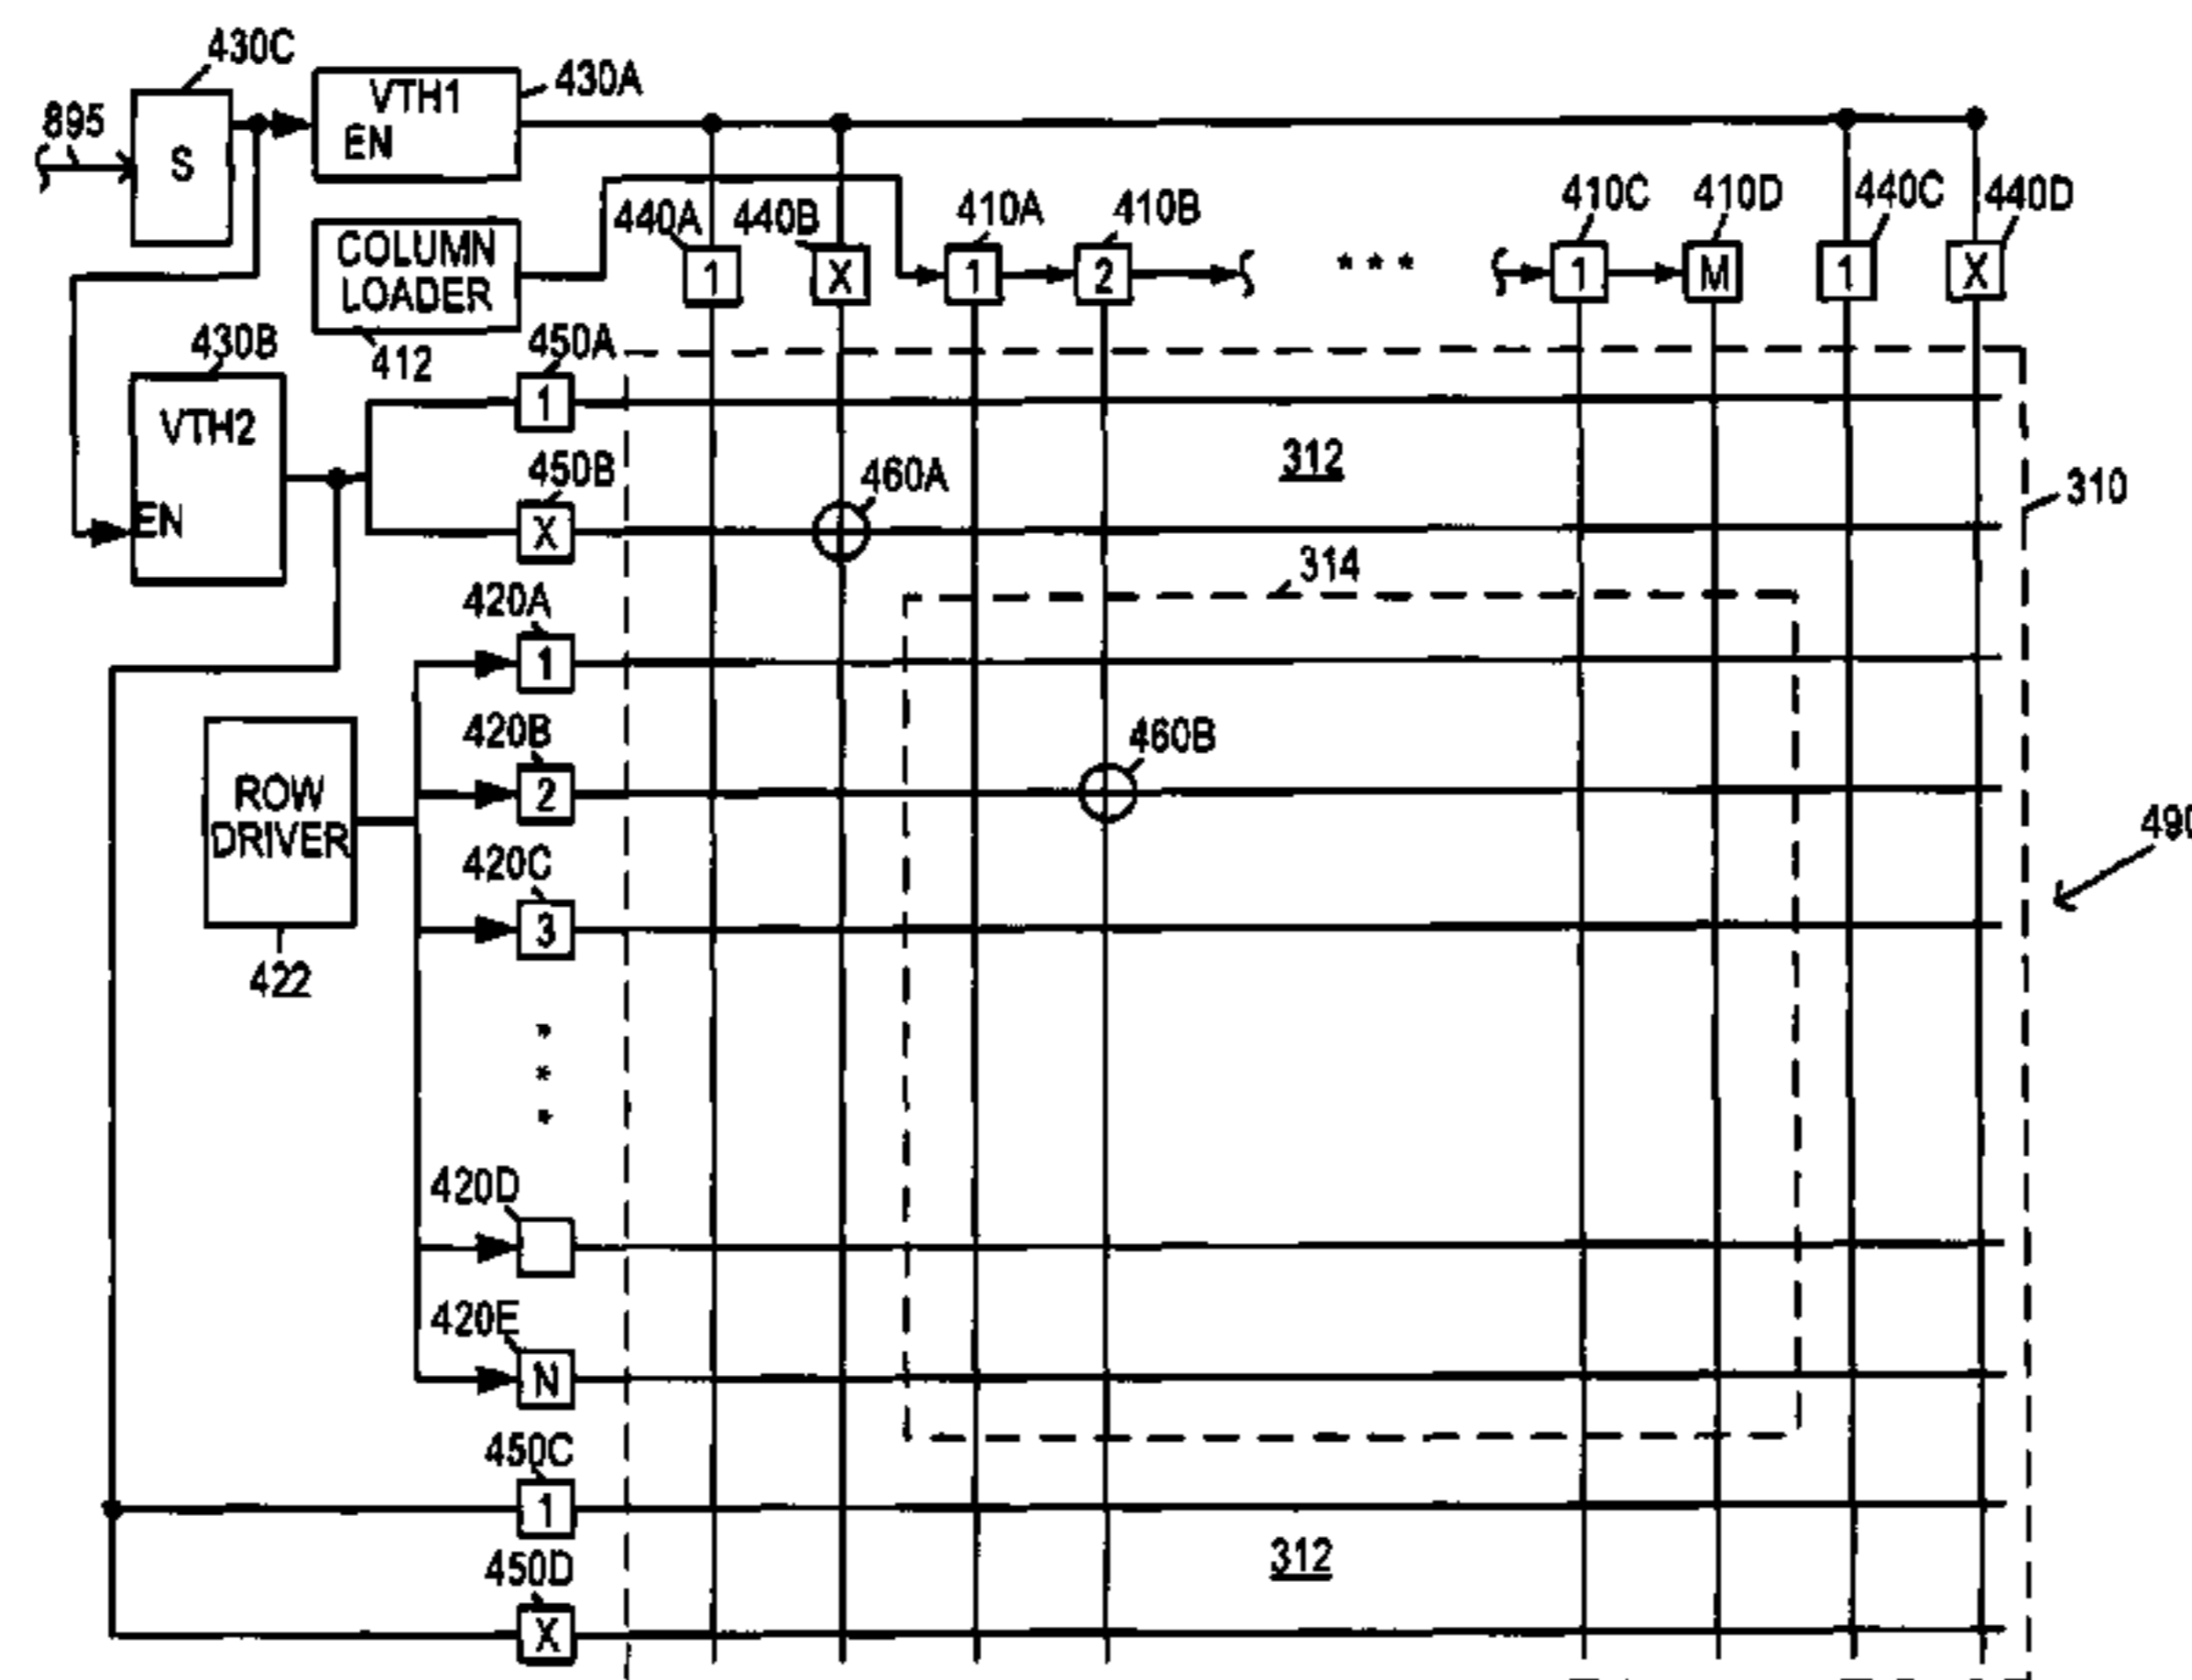 430C
895
S
VTH1
EN
430A
440A
440B
410A
410B
410C
410D
440C
440D
COLUMN
LOADER
412
1
X
1
2
* * *
1
M
1
X
430B
VTH2
EN
450A
1
450B
X
460A
312
310
314
420A
1
420B
2
460B
ROW
DRIVER
422
420C
3
490
*
*
*
420D
420E
N
450C
1
450D
X
312